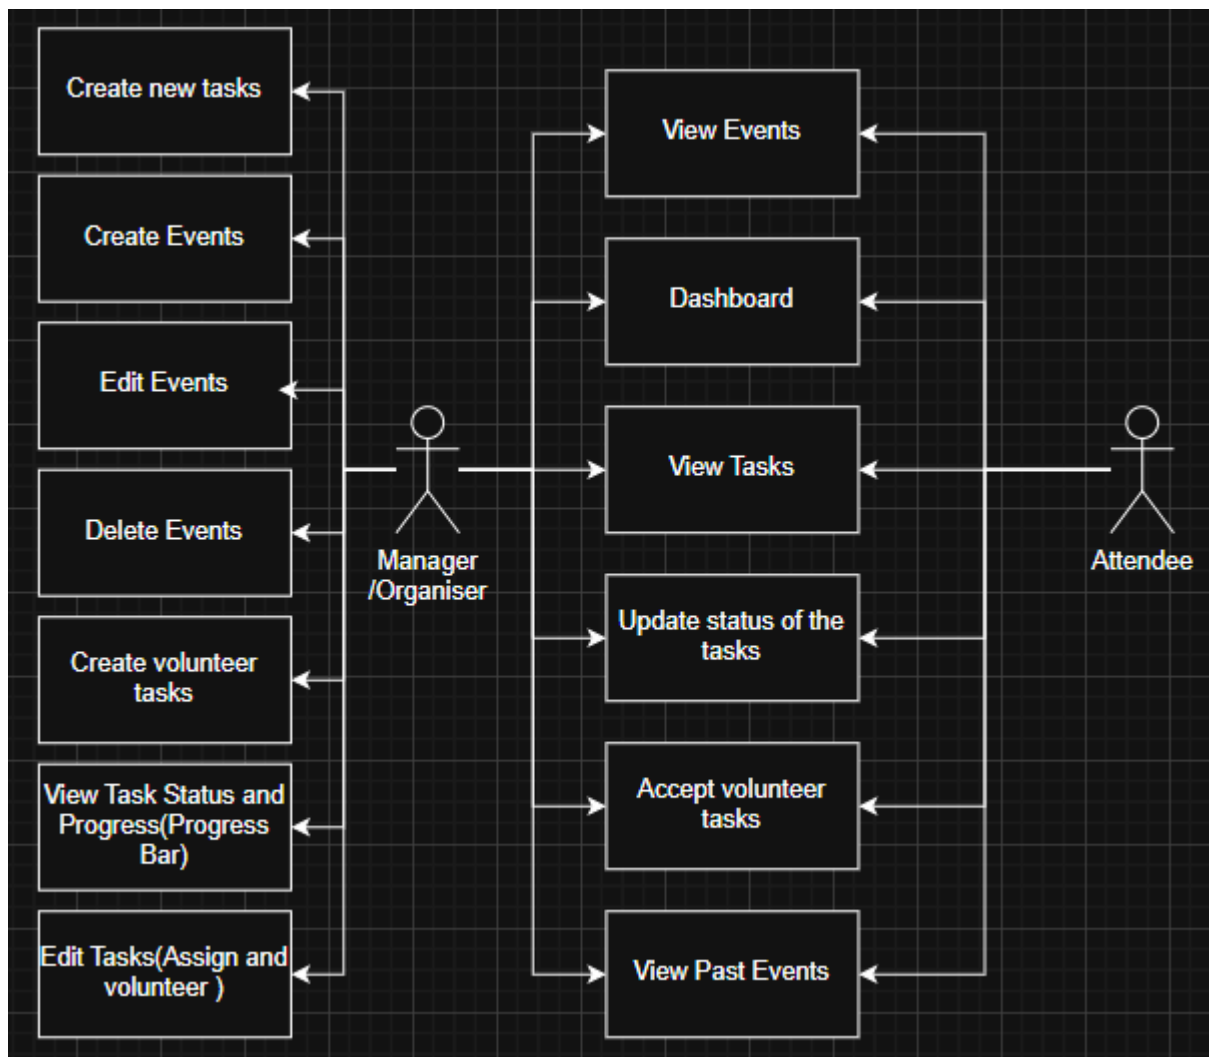 Create new tasks
Create Events
Edit Events
Delete Events
Create volunteer
tasks
View Task Status and
Progress(Progress
Bar)
Edit Tasks(Assign and
volunteer )
Manager
/Organiser
View Events
Dashboard
View Tasks
Update status of the
tasks
Accept volunteer
tasks
View Past Events
Attendee